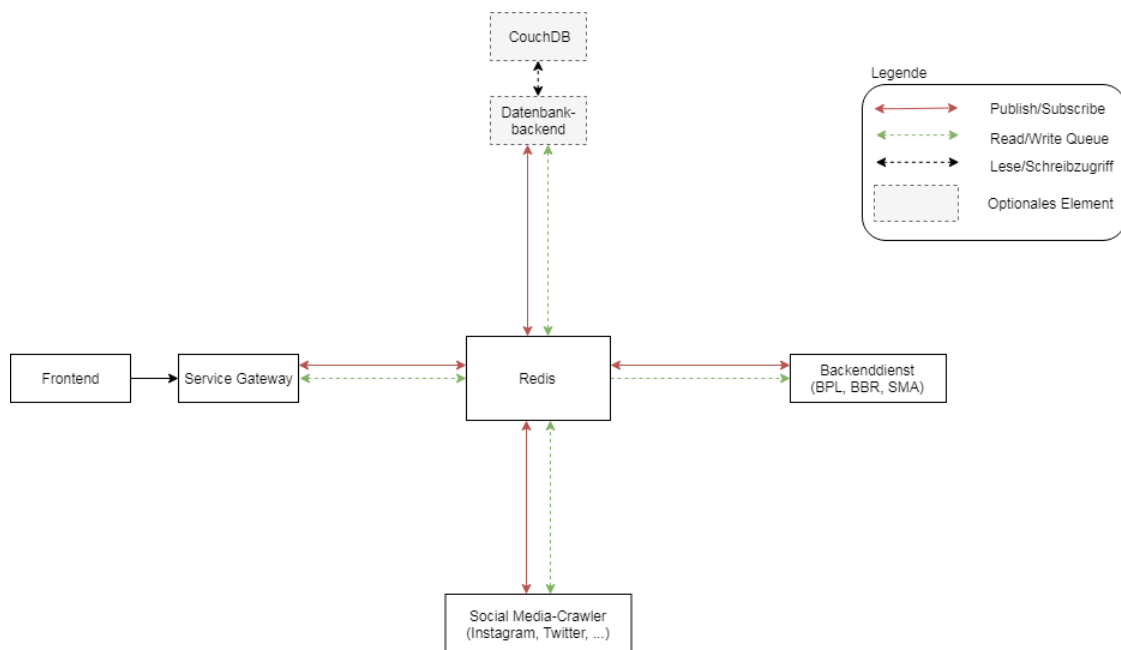 CouchDB
Datenbank-
backend
Legende
Publish/Subscribe
Read/Write Queue
Lese/Schreibzugriff
Optionales Element
Frontend
Service Gateway
Redis
Backenddienst
(BPL, BBR, SMA)
Social Media-Crawler
(Instagram, Twitter, ...)